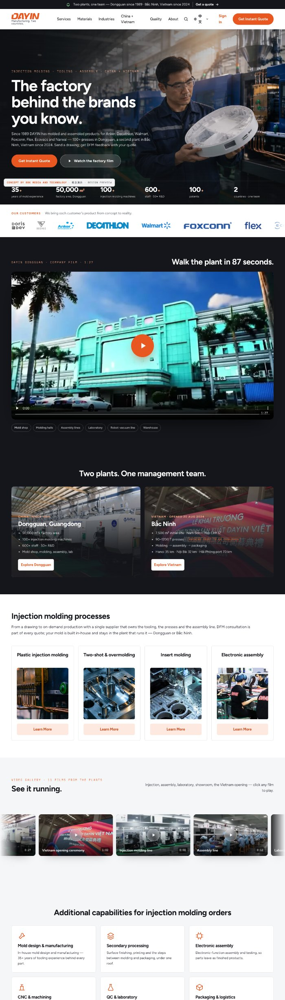 Two plants, one team — Dongguan since 1989 · Bắc Ninh, Vietnam since 2024
Get a quote →
DAYIN
Manufacturing. Two countries.
Services
Materials
Industries
China + Vietnam
Quality
About
中文
Sign In
Get Instant Quote
INJECTION MOLDING · TOOLING · ASSEMBLY · CHINA + VIETNAM
The factory
behind the brands
you know.
Since 1989 DAYIN has molded and assembled products for Anker, Decathlon, Walmart,
Foxconn, Flex, Ecovacs and Narwal — 100+ presses in Dongguan, a second plant in Bắc
Ninh, Vietnam since 2024. Send a drawing; get DFM feedback with your quote.
Get Instant Quote
Watch the factory film
CONCEPT BY BBK MEDIA AND TECHNOLOGY · 概念演示 · DESIGN PREVIEW
35+
50,000 m²
100+
600+
100+
2
years of mold experience
factory area, Dongguan
injection molding machines
staff · 50+ R&D
patents
countries · one team
OUR CUSTOMERS
We bring each customer's product from concept to reality.
Doris Dev
Anker
Innovations
DECATHLON
Walmart
FOXCONN
flex
DAYIN DONGGUAN · COMPANY FILM · 1:27
Walk the plant in 87 seconds.
0:00
1:27
Mold shop
Molding halls
Assembly lines
Laboratory
Robot-vacuum line
Warehouse
Two plants. One management team.
CHINA · SINCE 1989
Dongguan, Guangdong
50,000 m²+ factory area
100+ injection molding machines
600+ staff · 50+ R&D
Mold shop, molding, assembly, lab
Explore Dongguan
LỄ KHAI TRƯƠNG
VIETNAM · OPENED 20 AUG 2024
Bắc Ninh
7,500 m² initial site · Nam Sơn – Hạp Lĩnh IZ
90–1200 T presses · MACHINE COUNT TO BE CONFIRMED
Molding → assembly → packaging
Hanoi 35 km · Nội Bài 32 km · Hải Phòng port 70 km
Explore Vietnam
Injection molding processes
From a drawing to on-demand production with a single supplier that owns the tooling, the presses and the assembly line. DFM consultation is
part of every quote; your mold is built in-house and stays in the plant that runs it — Dongguan or Bắc Ninh.
Plastic injection molding
Two-shot & overmolding
Insert molding
Electronic assembly
Learn More
Learn More
Learn More
Learn More
VIDEO GALLERY · 11 FILMS FROM THE PLANTS
See it running.
Injection, assembly, laboratory, showroom, the Vietnam opening — click any film
to play.
0:27
Vietnam opening ceremony
1:02
Injection molding line
0:08
Assembly line
0:12
Additional capabilities for injection molding orders
Mold design & manufacturing
In-house mold design and manufacturing —
35+ years of tooling experience behind every
part.
Secondary processing
Surface finishing, printing and the steps
between molding and packaging, under one
roof.
Electronic assembly
Electronic-function assembly and testing, so
parts leave as finished products.
CNC & machining
QC & laboratory
Packaging & logistics